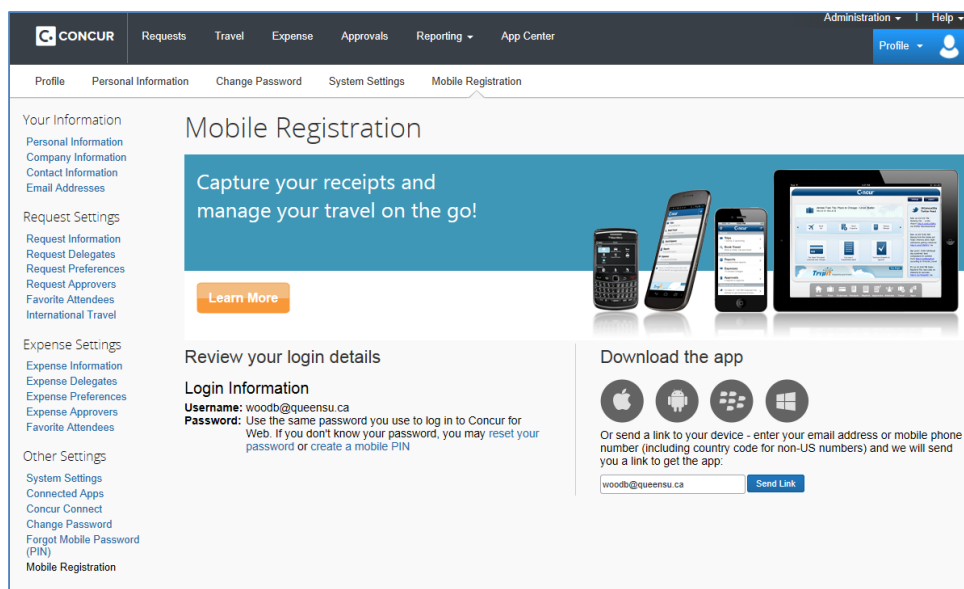 Administration | Help
C. CONCUR Requests Travel Expense Approvals Reporting App Center
Profile
Profile Personal Information Change Password System Settings Mobile Registration
Your Information
Personal Information
Company Information
Contact Information
Email Addresses
Request Settings
Request Information
Request Delegates
Request Preferences
Request Approvers
Favorite Attendees
International Travel
Expense Settings
Expense Information
Expense Delegates
Expense Preferences
Expense Approvers
Favorite Attendees
Other Settings
System Settings
Connected Apps
Concur Connect
Change Password
Forgot Mobile Password
(PIN)
Mobile Registration
Mobile Registration
Capture your receipts and
manage your travel on the go!
Learn More
Review your login details
Login Information
Username: woodb@queensu.ca
Password: Use the same password you use to log in to Concur for
Web. If you don't know your password, you may reset your
password or create a mobile PIN
Download the app
Or send a link to your device - enter your email address or mobile phone
number (including country code for non-US numbers) and we will send
you a link to get the app:
woodb@queensu.ca Send Link